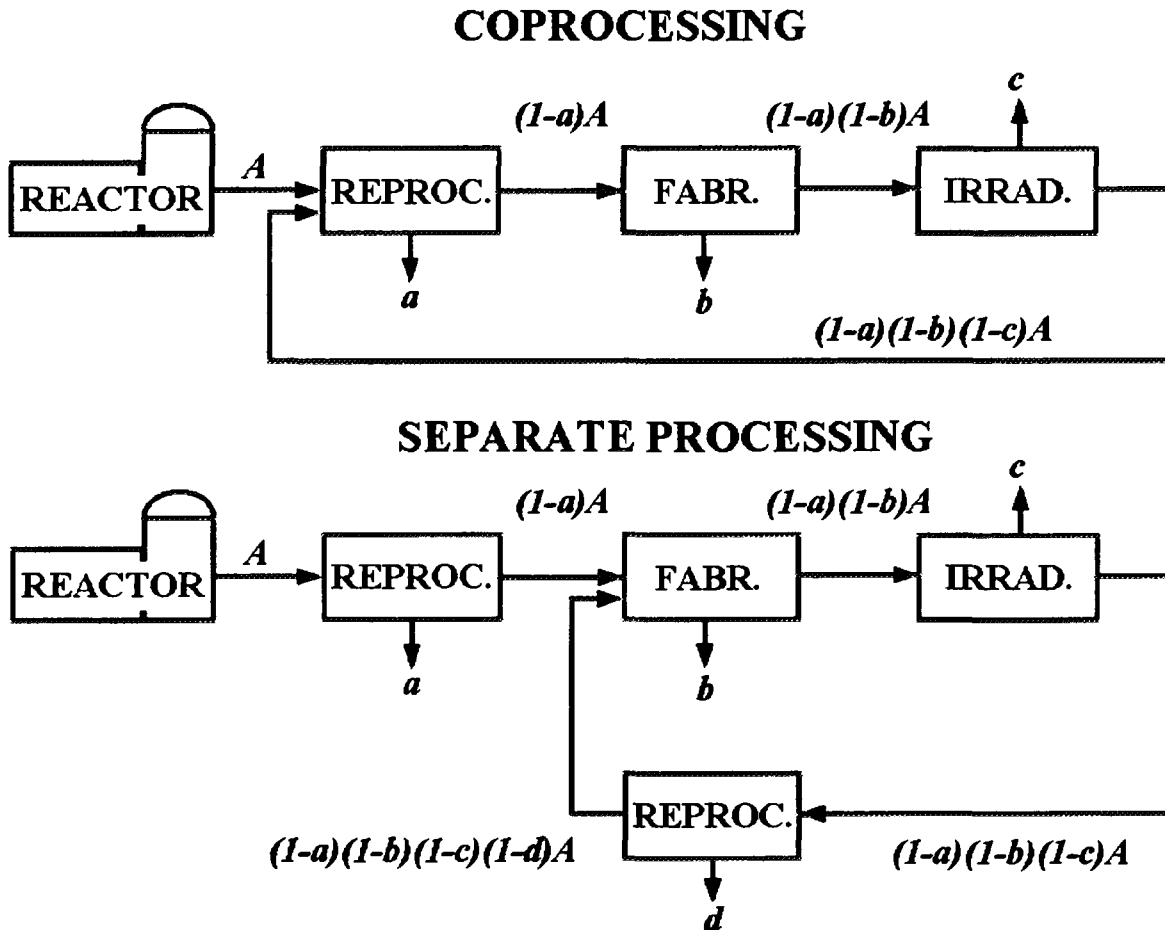 COPROCESSING
c
(1-a)A
(1-a)(1-b)A
A
REACTOR
REPROC.
FABR.
IRRAD.
a
b
(1-a)(1-b)(1-c)A
SEPARATE PROCESSING
c
(1-a)A
(1-a)(1-b)A
A
REACTOR
REPROC.
FABR.
IRRAD.
a
b
REPROC.
(1-a)(1-b)(1-c)(1-d)A
(1-a)(1-b)(1-c)A
d